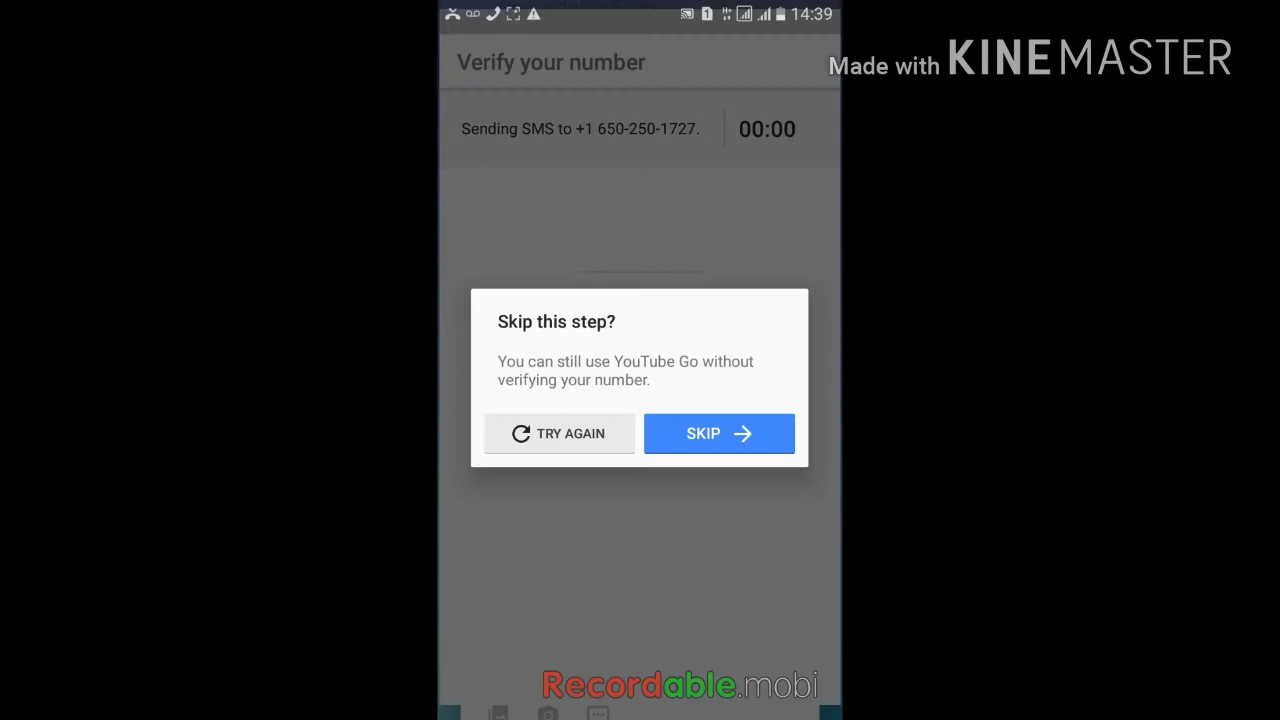 14:39
Made with KINEMASTER
Verify your number
Sending SMS to +1 650-250-1727.
00:00
Skip this step?
You can still use YouTube Go without
verifying your number.
TRY AGAIN
SKIP
Recordable.mobi